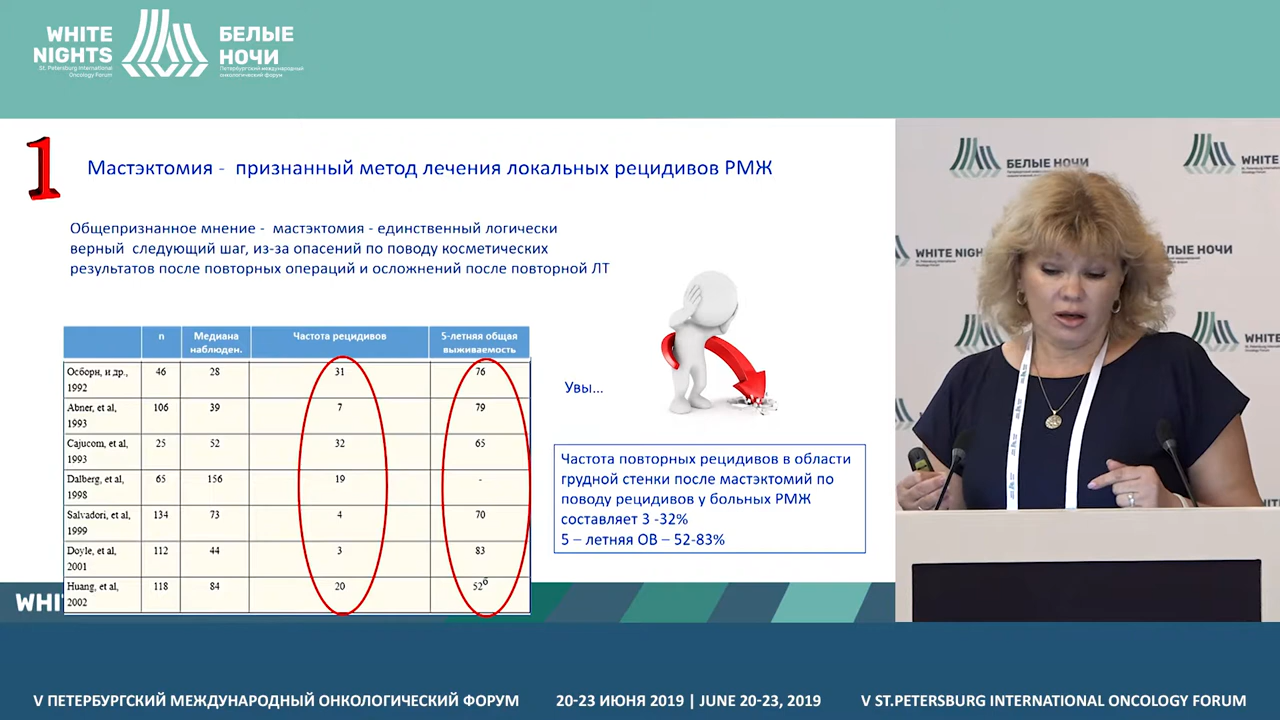 WHITE
NIGHTS
St. Petersburg International
Oncology Forum
БЕЛЫЕ
НОЧИ
Петербургский международный
онкологический форум
1
Мастэктомия - признанный метод лечения локальных рецидивов РМЖ
Общепризнанное мнение - мастэктомия - единственный логически
верный следующий шаг, из-за опасений по поводу косметических
результатов после повторных операций и осложнений после повторной ЛТ
n Медиана наблюден. Частота рецидивов 5-летняя общая выживаемость
Осборн, и др., 1992 46 28 31 76
Abner, et al, 1993 106 39 7 79
Cajucom, et al, 1993 25 52 32 65
Dalberg, et al, 1998 65 156 19 -
Salvadori, et al, 1999 134 73 4 70
Doyle, et al, 2001 112 44 3 83
Huang, et al, 2002 118 84 20 52б
Увы...
Частота повторных рецидивов в области
грудной стенки после мастэктомий по
поводу рецидивов у больных РМЖ
составляет 3 -32%
5 – летняя ОВ – 52-83%
WHI
БЕЛЫЕ НОЧИ
WHITE
WHITE NIGH
БЕЛЫЕ НОЧИ
WHITE
V ПЕТЕРБУРГСКИЙ МЕЖДУНАРОДНЫЙ ОНКОЛОГИЧЕСКИЙ ФОРУМ
20-23 ИЮНЯ 2019 | JUNE 20-23, 2019
V ST.PETERSBURG INTERNATIONAL ONCOLOGY FORUM